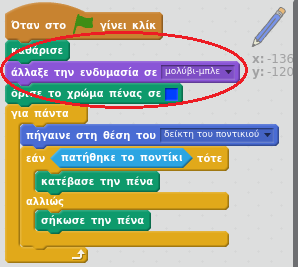 Όταν στο γίνει κλίκ
καθάρισε
άλλαξε την ενδυμασία σε μολύβι-μπλε
όρισε το χρώμα πένας σε
για πάντα
πήγαινε στη θέση του δείκτη του ποντικιού
εάν πατήθηκε το ποντίκι τότε
κατέβασε την πένα
αλλιώς
σήκωσε την πένα
x: -136
y: -120